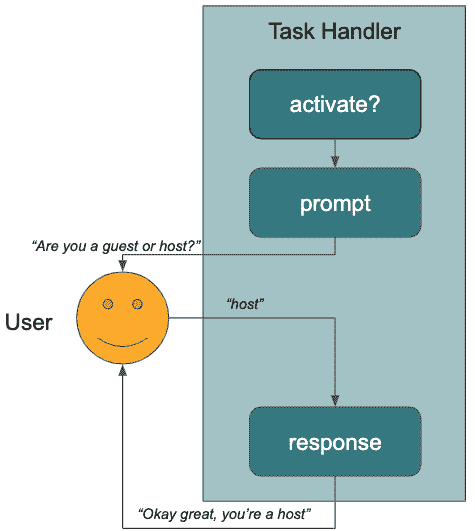 Task Handler
activate?
prompt
“Are you a guest or host?”
“host”
User
response
“Okay great, you’re a host”